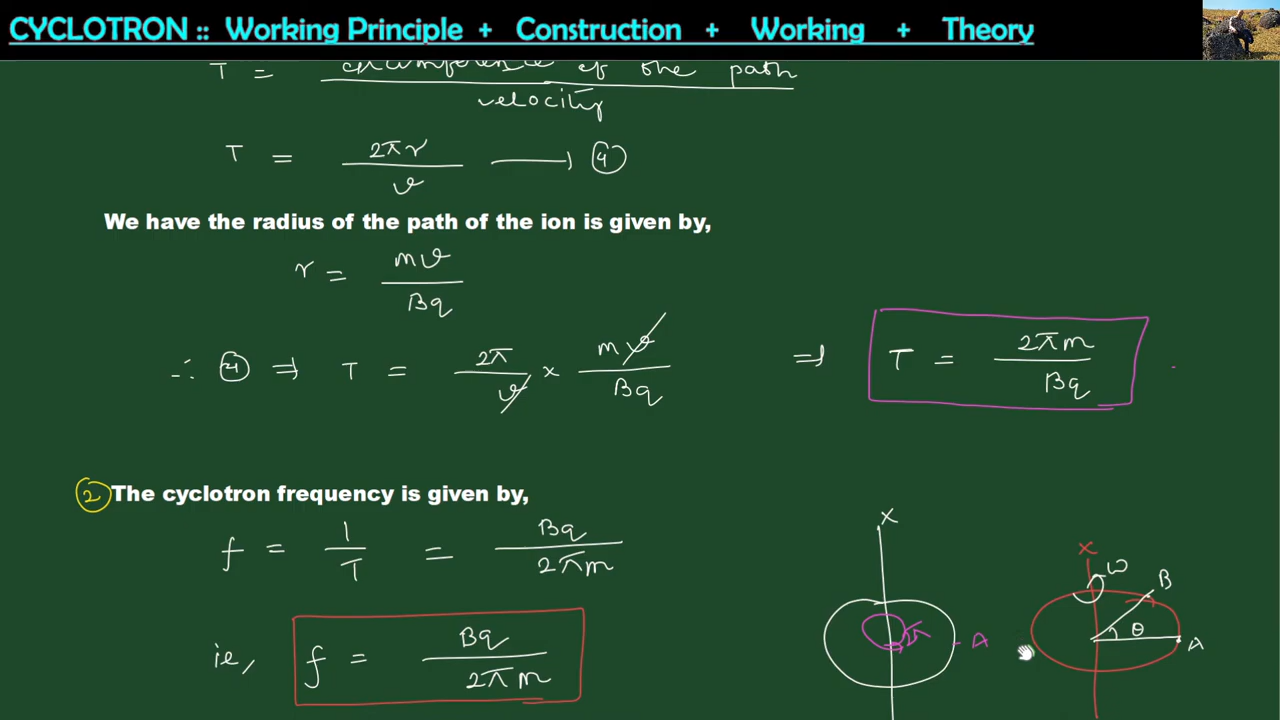 CYCLOTRON :: Working Principle + Construction + Working + Theory
T = circumference of the path / velocity
T = 2πr / v ⟶ 4
We have the radius of the path of the ion is given by,
r = mv / Bq
∴ 4 ⇒ T = 2π / v × mv / Bq ⇒ T = 2πm / Bq
2 The cyclotron frequency is given by,
f = 1 / T = Bq / 2πm
ie, f = Bq / 2πm
X
2π A
X
ω B
θ A